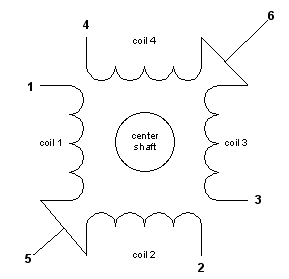 6
4
coil 4
1
coil 1
center
shaft
coil 3
3
5
coil 2
2